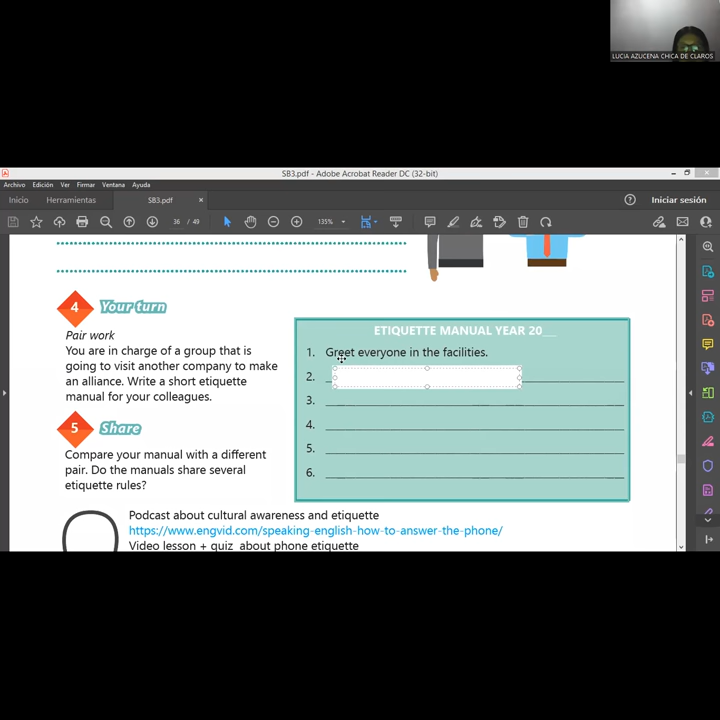 LUCIA AZUCENA CHICA DE CLAROS
SB3.pdf - Adobe Acrobat Reader DC (32-bit)
Archivo Edición Ver Firmar Ventana Ayuda
Inicio Herramientas SB3.pdf × Iniciar sesión
36 / 49 135%
4 Your turn
Pair work
You are in charge of a group that is
going to visit another company to make
an alliance. Write a short etiquette
manual for your colleagues.
5 Share
Compare your manual with a different
pair. Do the manuals share several
etiquette rules?
ETIQUETTE MANUAL YEAR 20__
1. Greet everyone in the facilities.
2.
3.
4.
5.
6.
Podcast about cultural awareness and etiquette
https://www.engvid.com/speaking-english-how-to-answer-the-phone/
Video lesson + quiz about phone etiquette